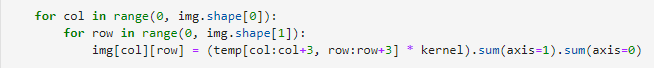 for col in range(0, img.shape[0]):
for row in range(0, img.shape[1]):
img[col][row] = (temp[col:col+3, row:row+3] * kernel).sum(axis=1).sum(axis=0)